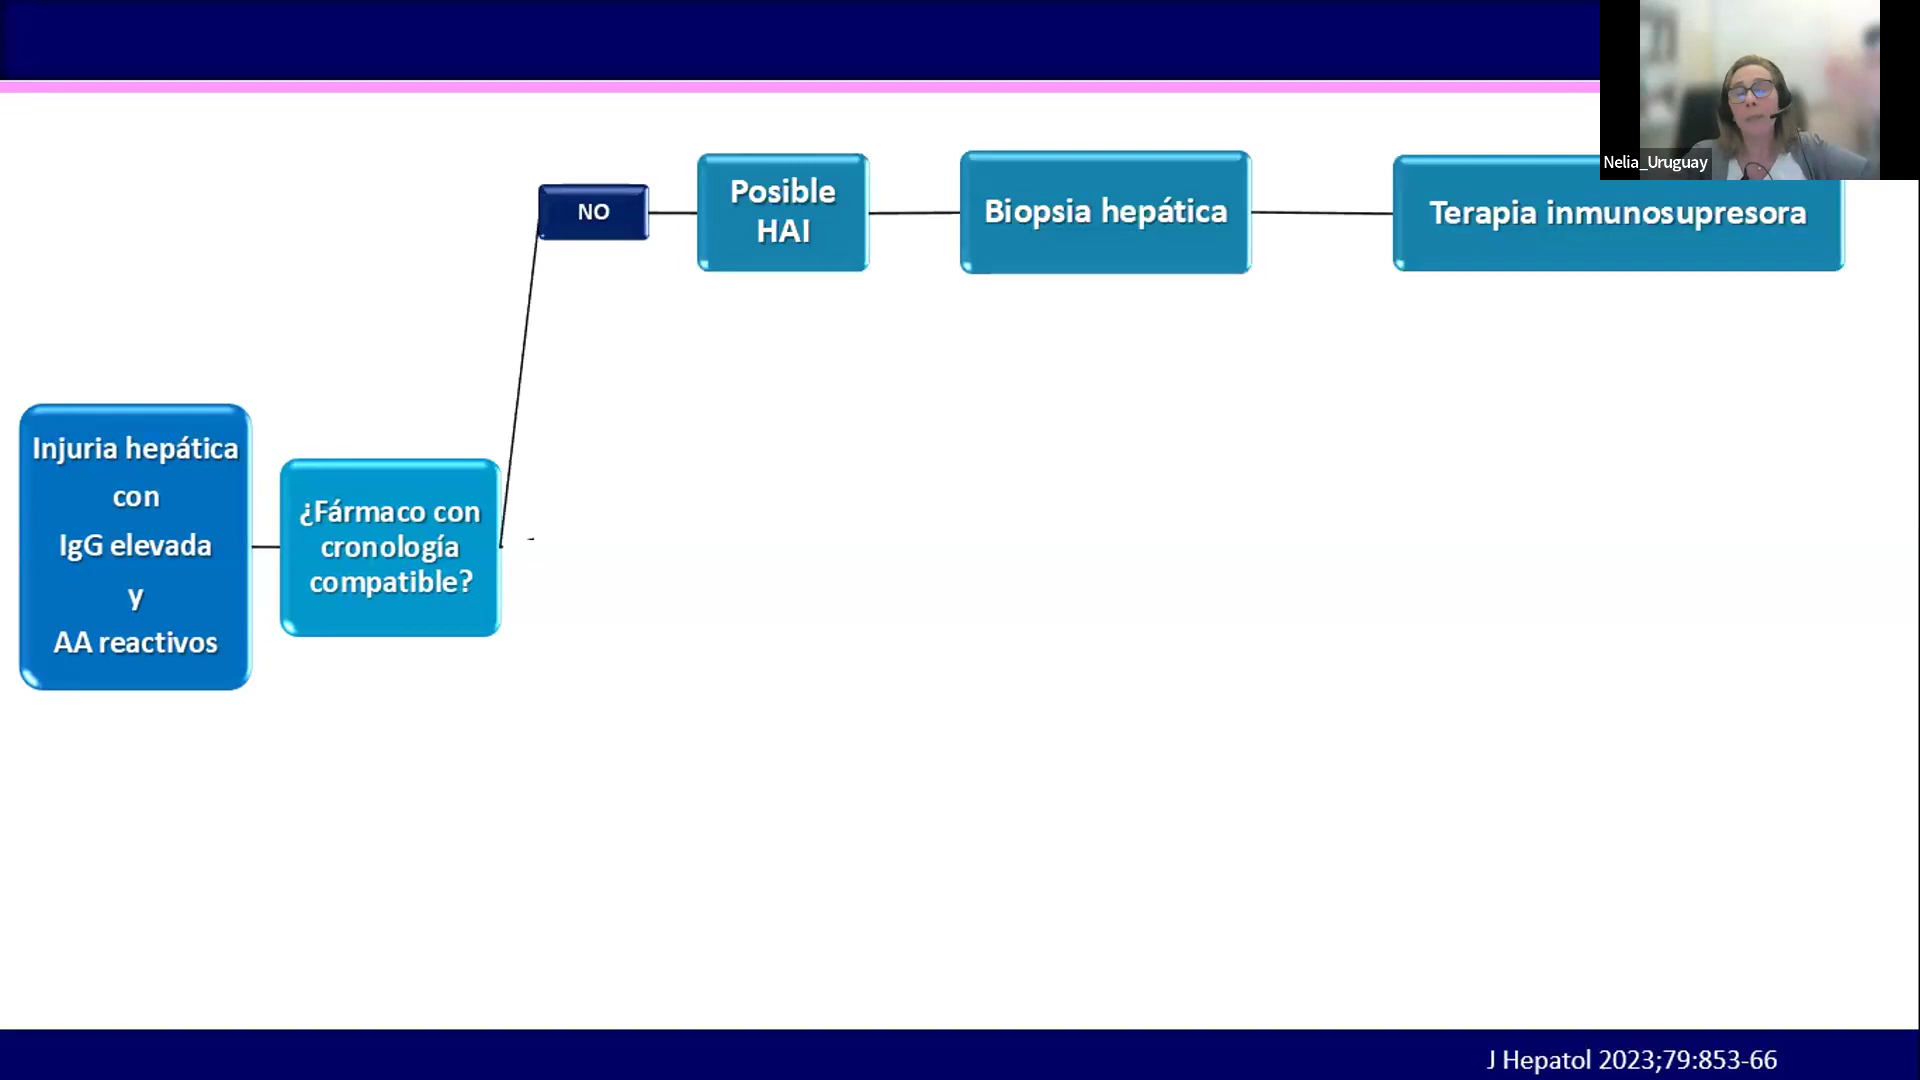 Nelia_Uruguay
NO
Posible
HAI
Biopsia hepática
Terapia inmunosupresora
Injuria hepática
con
IgG elevada
y
AA reactivos
¿Fármaco con
cronología
compatible?
J Hepatol 2023;79:853-66